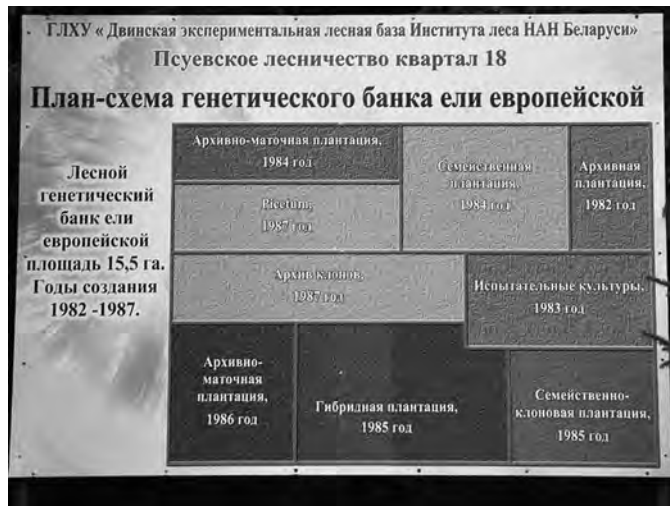 ГЛХУ « Двинская экспериментальная лесная база Института леса НАН Беларуси»
Псуевское лесничество квартал 18
План-схема генетического банка ели европейской
Лесной
генетический
банк ели
европейской
площадь 15,5 га.
Годы создания
1982 -1987.
Архивно-маточная плантация,
1984 год
Семейственная
плантация,
1984 год
Архивная
плантация,
1982 год
Picetum,
1987 год
Архив клонов,
1987 год
Испытательные культуры,
1983 год
Архивно-
маточная
плантация,
1986 год
Гибридная плантация,
1985 год
Семейственно-
клоновая плантация,
1985 год